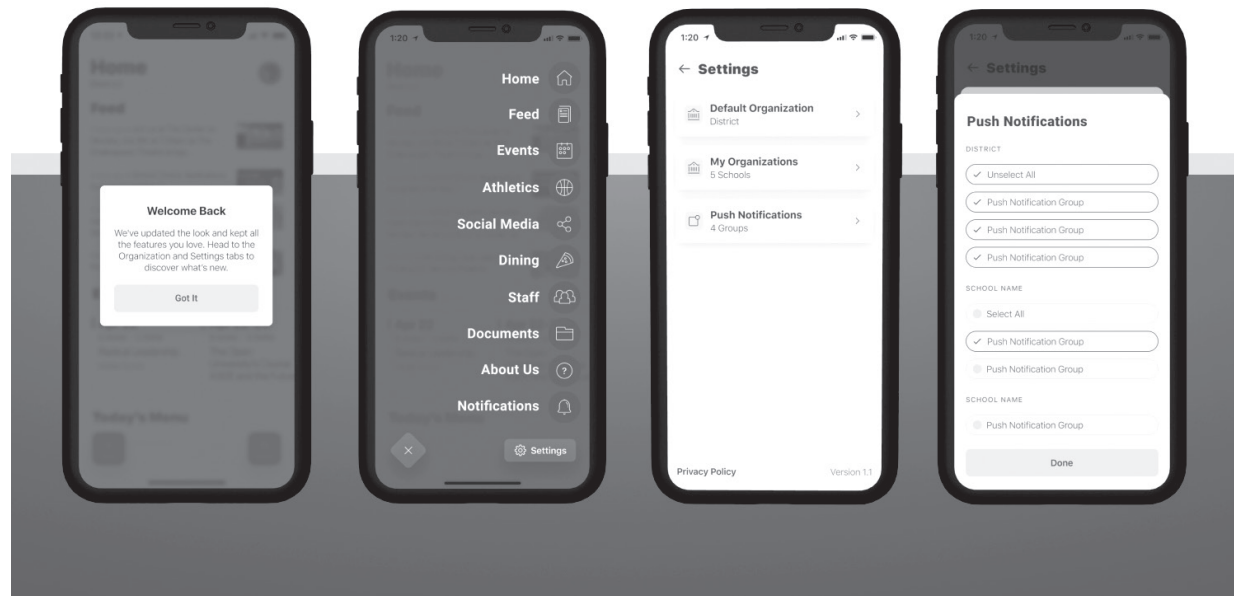 Home
Feed
Welcome Back
We've updated the look and kept all
the features you love. Head to the
Organization and Settings tabs to
discover what's new.
Got It
Today's Menu
1:20
Home
Feed
Events
Athletics
Social Media
Dining
Staff
Documents
About Us
Notifications
Settings
1:20
← Settings
Default Organization
District
My Organizations
5 Schools
Push Notifications
4 Groups
Privacy Policy
Version 1.1
1:20
← Settings
Push Notifications
DISTRICT
Unselect All
Push Notification Group
Push Notification Group
Push Notification Group
SCHOOL NAME
Select All
Push Notification Group
Push Notification Group
SCHOOL NAME
Push Notification Group
Done